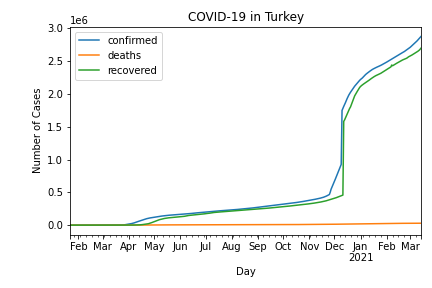 COVID-19 in Turkey
1e6
confirmed
deaths
recovered
Number of Cases
3.0
2.5
2.0
1.5
1.0
0.5
0.0
Feb Mar Apr May Jun Jul Aug Sep Oct Nov Dec Jan Feb Mar
2021
Day